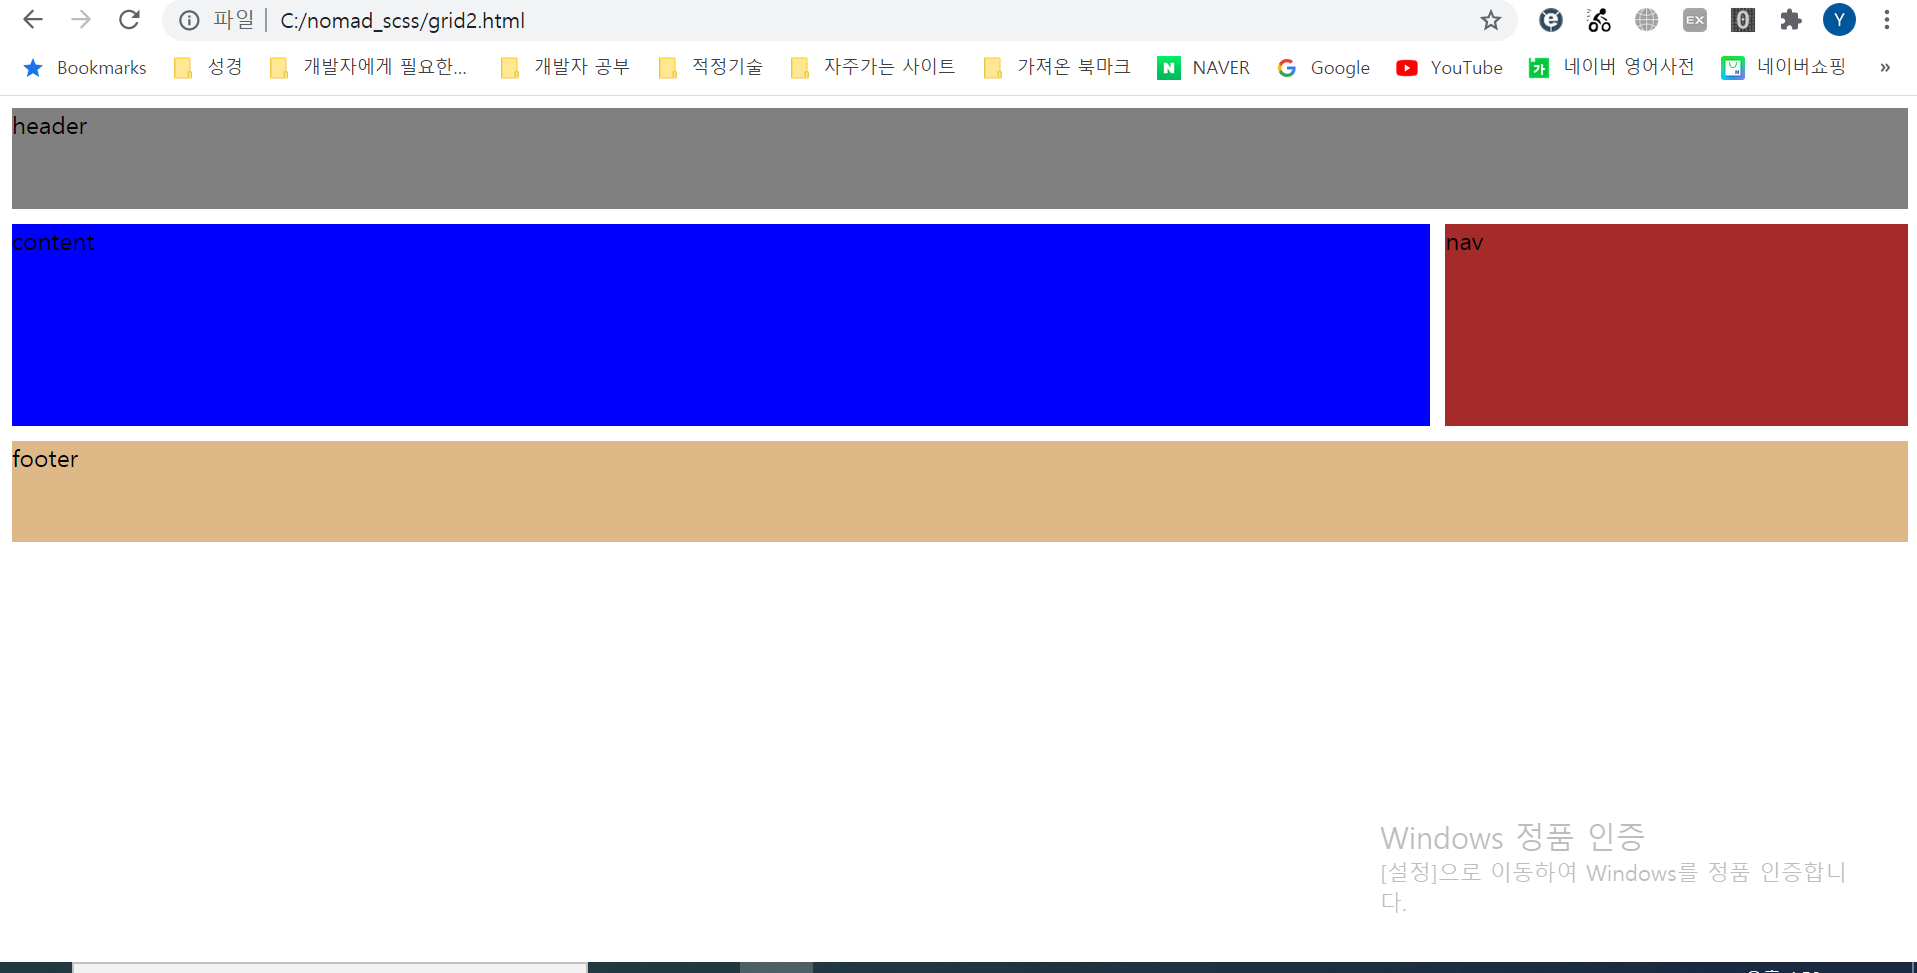 파일 | C:/nomad_scss/grid2.html EX 0 Y
Bookmarks 성경 개발자에게 필요한... 개발자 공부 적정기술 자주가는 사이트 가져온 북마크 N NAVER G Google YouTube 가 네이버 영어사전 네이버쇼핑 »
header
content nav
footer
Windows 정품 인증
[설정]으로 이동하여 Windows를 정품 인증합니
다.